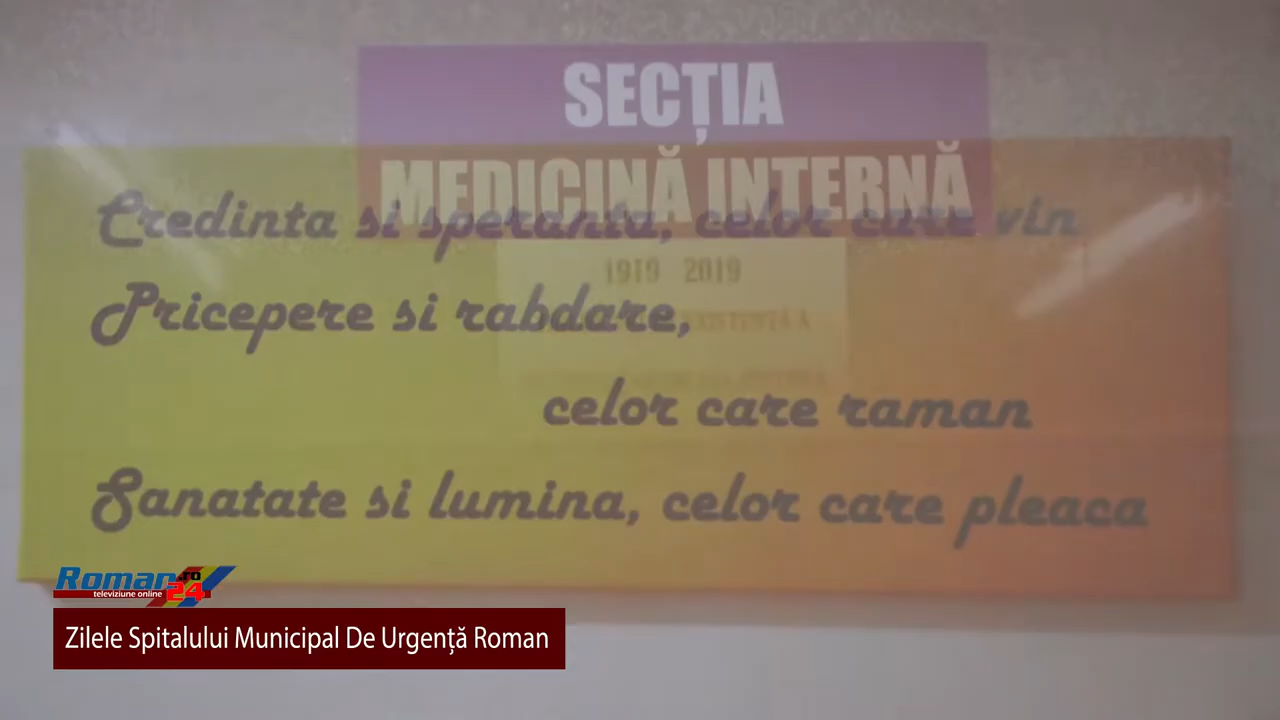 SECȚIA
MEDICINĂ INTERNĂ
Credinta si speranta, celor care vin
1919 2019
Pricepere si rabdare,
celor care raman
Sanatate si lumina, celor care pleaca
Roman.ro
24
televiziune online
Zilele Spitalului Municipal De Urgență Roman